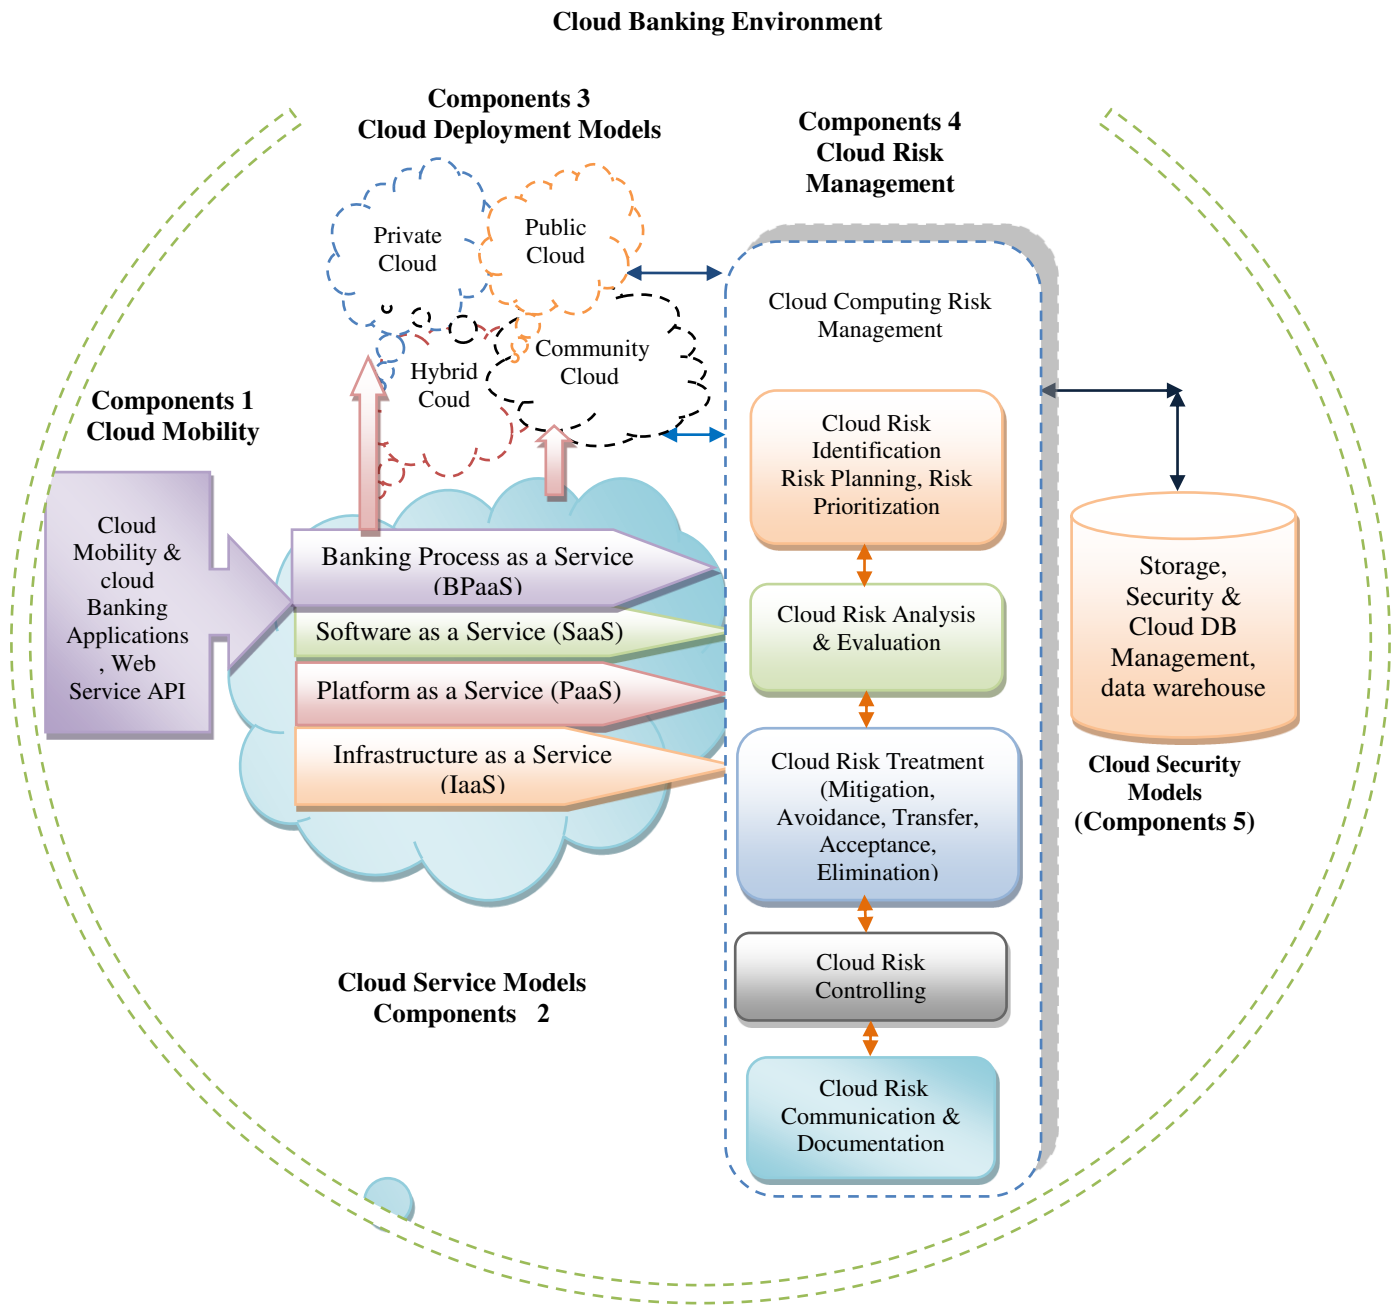 Cloud Banking Environment
Components 3
Cloud Deployment Models
Components 4
Cloud Risk
Management
Private
Cloud
Public
Cloud
Hybrid
Coud
Community
Cloud
Components 1
Cloud Mobility
Cloud
Mobility &
cloud
Banking
Applications
, Web
Service API
Banking Process as a Service
(BPaaS)
Software as a Service (SaaS)
Platform as a Service (PaaS)
Infrastructure as a Service
(IaaS)
Cloud Service Models
Components 2
Cloud Computing Risk
Management
Cloud Risk
Identification
Risk Planning, Risk
Prioritization
Cloud Risk Analysis
& Evaluation
Cloud Risk Treatment
(Mitigation,
Avoidance, Transfer,
Acceptance,
Elimination)
Cloud Risk
Controlling
Cloud Risk
Communication &
Documentation
Storage,
Security &
Cloud DB
Management,
data warehouse
Cloud Security
Models
(Components 5)